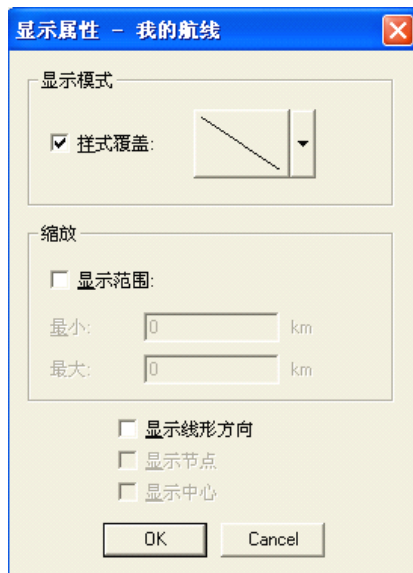 显示属性 - 我的航线
显示模式
样式覆盖:
缩放
显示范围:
最小: 0 km
最大: 0 km
显示线形方向
显示节点
显示中心
OK Cancel